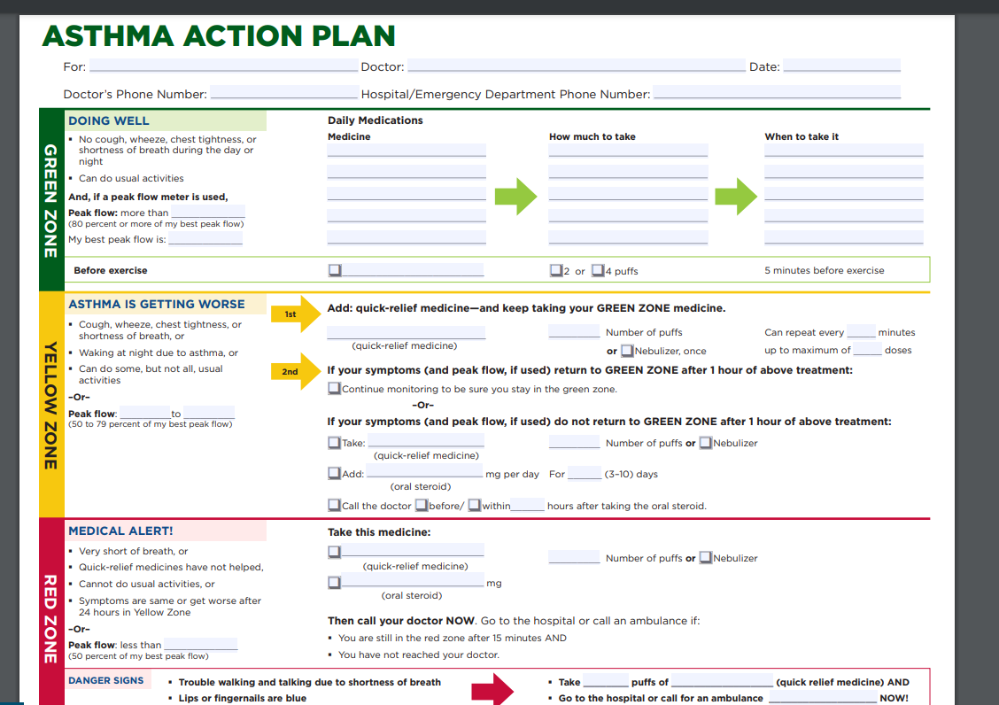 ASTHMA ACTION PLAN
For: Doctor: Date:
Doctor's Phone Number: Hospital/Emergency Department Phone Number:
GREEN ZONE
DOING WELL
▪ No cough, wheeze, chest tightness, or
shortness of breath during the day or
night
▪ Can do usual activities
And, if a peak flow meter is used,
Peak flow: more than
(80 percent or more of my best peak flow)
My best peak flow is:
Daily Medications
Medicine How much to take When to take it
Before exercise 2 or 4 puffs 5 minutes before exercise
YELLOW ZONE
ASTHMA IS GETTING WORSE
▪ Cough, wheeze, chest tightness, or
shortness of breath, or
▪ Waking at night due to asthma, or
▪ Can do some, but not all, usual
activities
–Or–
Peak flow: to
(50 to 79 percent of my best peak flow)
1st
Add: quick-relief medicine—and keep taking your GREEN ZONE medicine.
Number of puffs Can repeat every minutes
(quick-relief medicine)
or Nebulizer, once up to maximum of doses
2nd
If your symptoms (and peak flow, if used) return to GREEN ZONE after 1 hour of above treatment:
Continue monitoring to be sure you stay in the green zone.
–Or–
If your symptoms (and peak flow, if used) do not return to GREEN ZONE after 1 hour of above treatment:
Take: Number of puffs or Nebulizer
(quick-relief medicine)
Add: mg per day For (3–10) days
(oral steroid)
Call the doctor before/ within hours after taking the oral steroid.
RED ZONE
MEDICAL ALERT!
▪ Very short of breath, or
▪ Quick-relief medicines have not helped,
▪ Cannot do usual activities, or
▪ Symptoms are same or get worse after
24 hours in Yellow Zone
–Or–
Peak flow: less than
(50 percent of my best peak flow)
Take this medicine:
Number of puffs or Nebulizer
(quick-relief medicine)
mg
(oral steroid)
Then call your doctor NOW. Go to the hospital or call an ambulance if:
▪ You are still in the red zone after 15 minutes AND
▪ You have not reached your doctor.
DANGER SIGNS
▪ Trouble walking and talking due to shortness of breath
▪ Lips or fingernails are blue
▪ Take puffs of (quick relief medicine) AND
▪ Go to the hospital or call for an ambulance NOW!